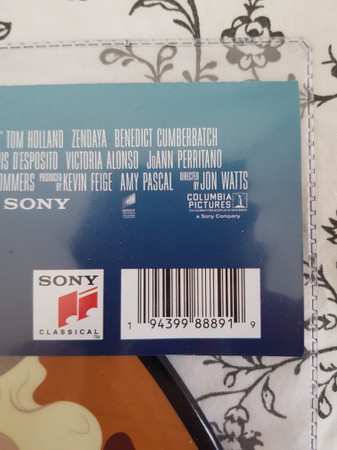 TOM HOLLAND ZENDAYA BENEDICT CUMBERBATCH
D'ESPOSITO VICTORIA ALONSO JOANN PERRITANO
PRODUCED BY KEVIN FEIGE AMY PASCAL DIRECTED BY JON WATTS
SONY
COLUMBIA
PICTURES
a Sony Company
SONY
CLASSICAL
1 94399 88891 9